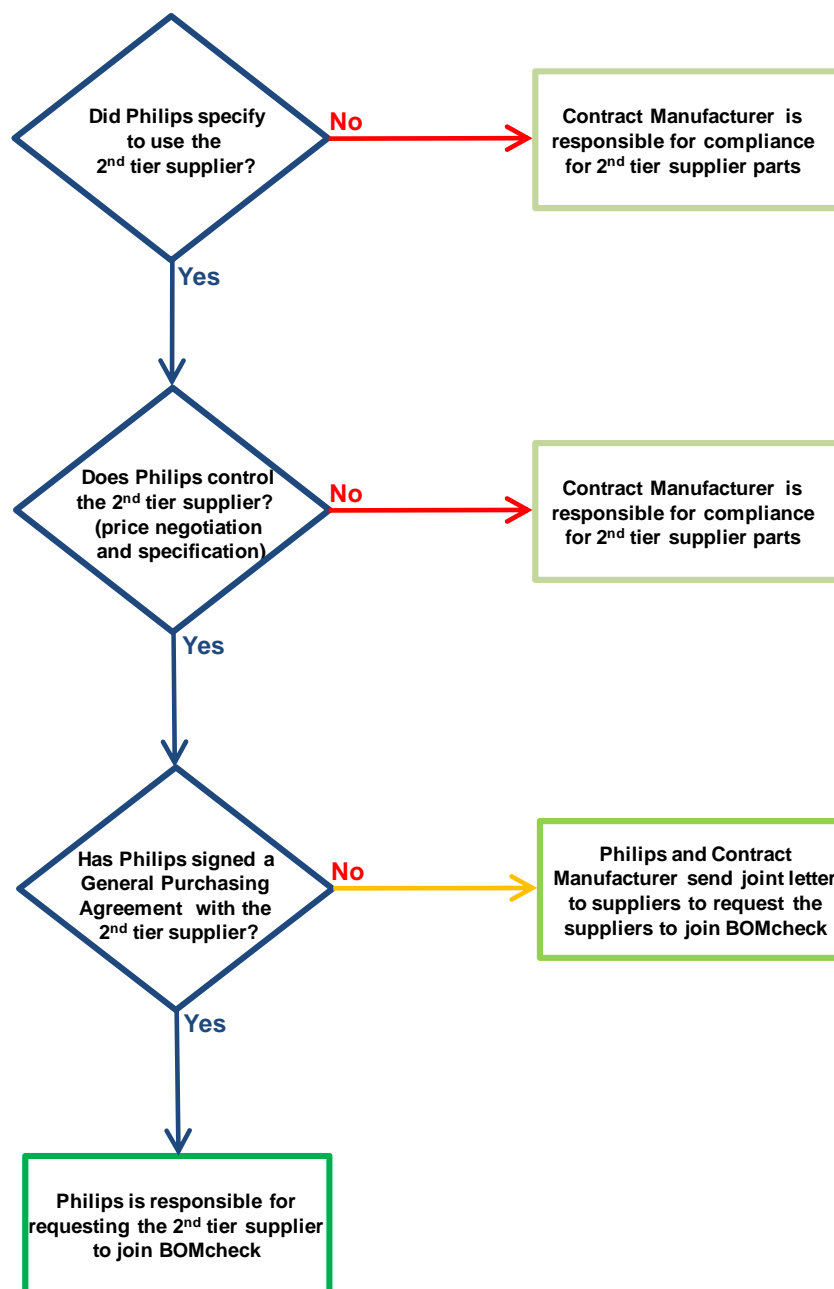 Did Philips specify
to use the
2nd tier supplier?
No
Contract Manufacturer is
responsible for compliance
for 2nd tier supplier parts
Yes
Does Philips control
the 2nd tier supplier?
(price negotiation
and specification)
No
Contract Manufacturer is
responsible for compliance
for 2nd tier supplier parts
Yes
Has Philips signed a
General Purchasing
Agreement with the
2nd tier supplier?
No
Philips and Contract
Manufacturer send joint letter
to suppliers to request the
suppliers to join BOMcheck
Yes
Philips is responsible for
requesting the 2nd tier supplier
to join BOMcheck